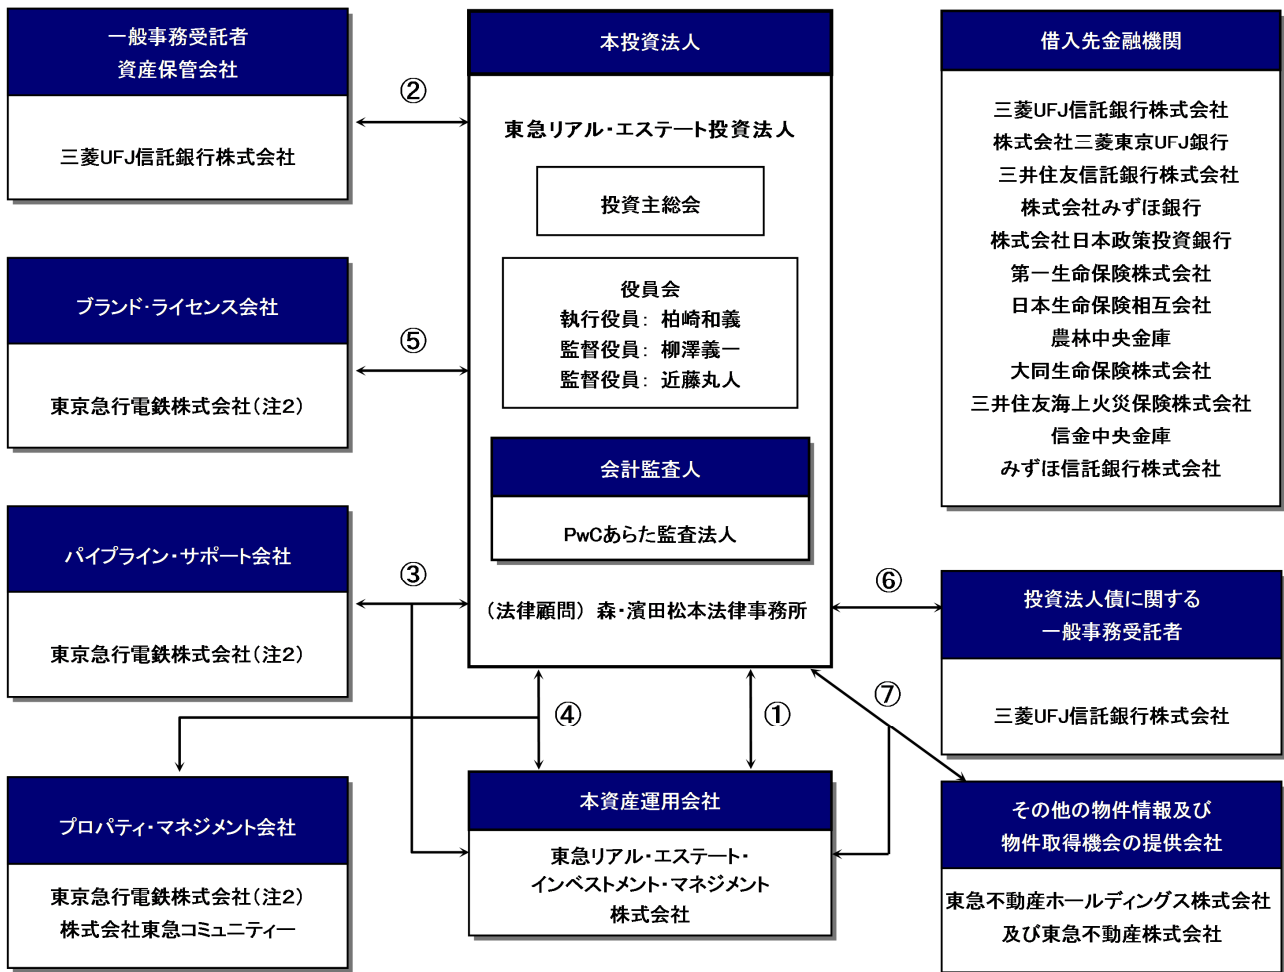 一般事務受託者
資産保管会社
三菱UFJ信託銀行株式会社
②
ブランド・ライセンス会社
東京急行電鉄株式会社(注2)
⑤
パイプライン・サポート会社
東京急行電鉄株式会社(注2)
③
プロパティ・マネジメント会社
東京急行電鉄株式会社(注2)
株式会社東急コミュニティー
④
本投資法人
東急リアル・エステート投資法人
投資主総会
役員会
執行役員: 柏崎和義
監督役員: 柳澤義一
監督役員: 近藤丸人
会計監査人
PwCあらた監査法人
(法律顧問) 森・濱田松本法律事務所
①
本資産運用会社
東急リアル・エステート・
インベストメント・マネジメント
株式会社
借入先金融機関
三菱UFJ信託銀行株式会社
株式会社三菱東京UFJ銀行
三井住友信託銀行株式会社
株式会社みずほ銀行
株式会社日本政策投資銀行
第一生命保険株式会社
日本生命保険相互会社
農林中央金庫
大同生命保険株式会社
三井住友海上火災保険株式会社
信金中央金庫
みずほ信託銀行株式会社
⑥
投資法人債に関する
一般事務受託者
三菱UFJ信託銀行株式会社
⑦
その他の物件情報及び
物件取得機会の提供会社
東急不動産ホールディングス株式会社
及び東急不動産株式会社